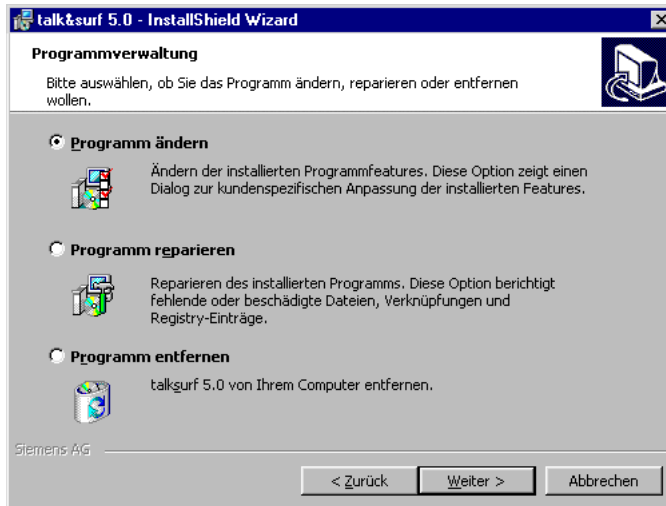 talk&surf 5.0 - InstallShield Wizard
Programmverwaltung
Bitte auswählen, ob Sie das Programm ändern, reparieren oder entfernen
wollen.
Programm ändern
Ändern der installierten Programmfeatures. Diese Option zeigt einen
Dialog zur kundenspezifischen Anpassung der installierten Features.
Programm reparieren
Reparieren des installierten Programms. Diese Option berichtigt
fehlende oder beschädigte Dateien, Verknüpfungen und
Registry-Einträge.
Programm entfernen
talksurf 5.0 von Ihrem Computer entfernen.
Siemens AG
< Zurück Weiter > Abbrechen